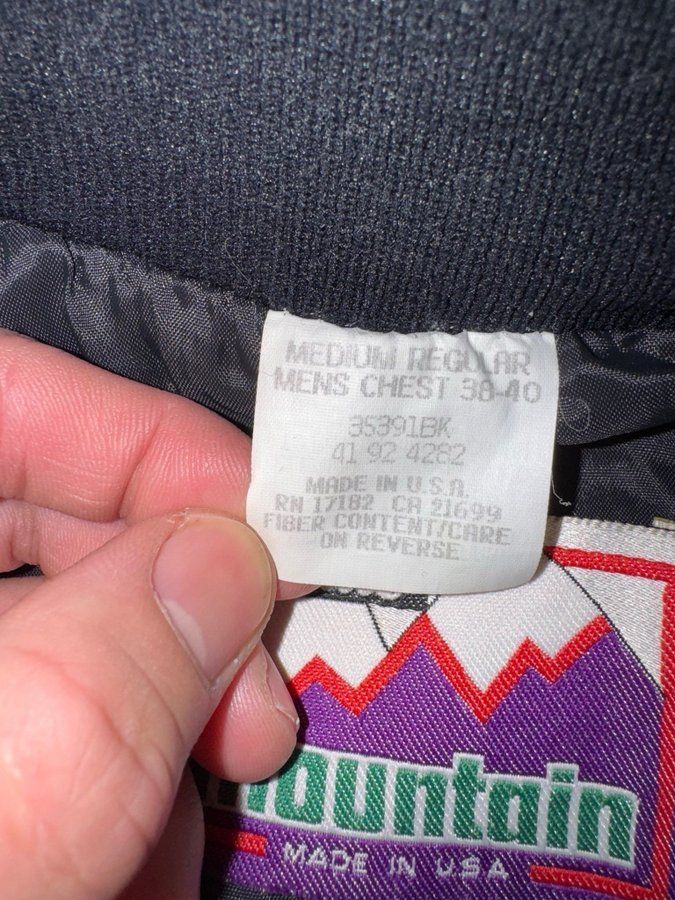 MEDIUM REGULAR
MENS CHEST 38-40
35391BK
41 92 4282
MADE IN U.S.A.
RN 17182 CA 21699
FIBER CONTENT/CARE
ON REVERSE
mountain
MADE IN USA